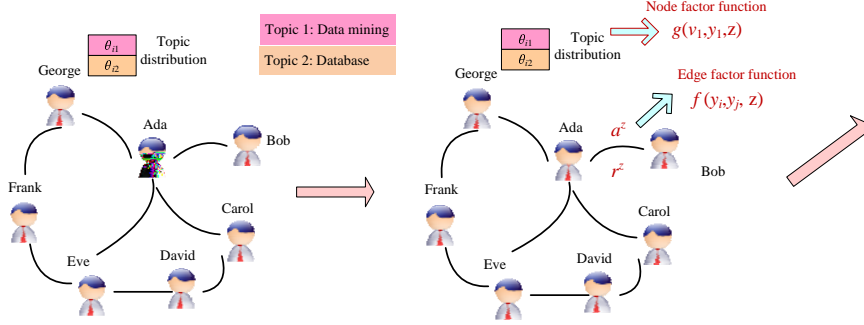 θi1
θi2
Topic
distribution
Topic 1: Data mining
Topic 2: Database
George
Ada
Bob
Frank
Carol
Eve
David
θi1
θi2
Topic
distribution
Node factor function
g(v1,y1,z)
Edge factor function
f (yi,yj, z)
George
Ada
az
rz
Bob
Frank
Carol
Eve
David